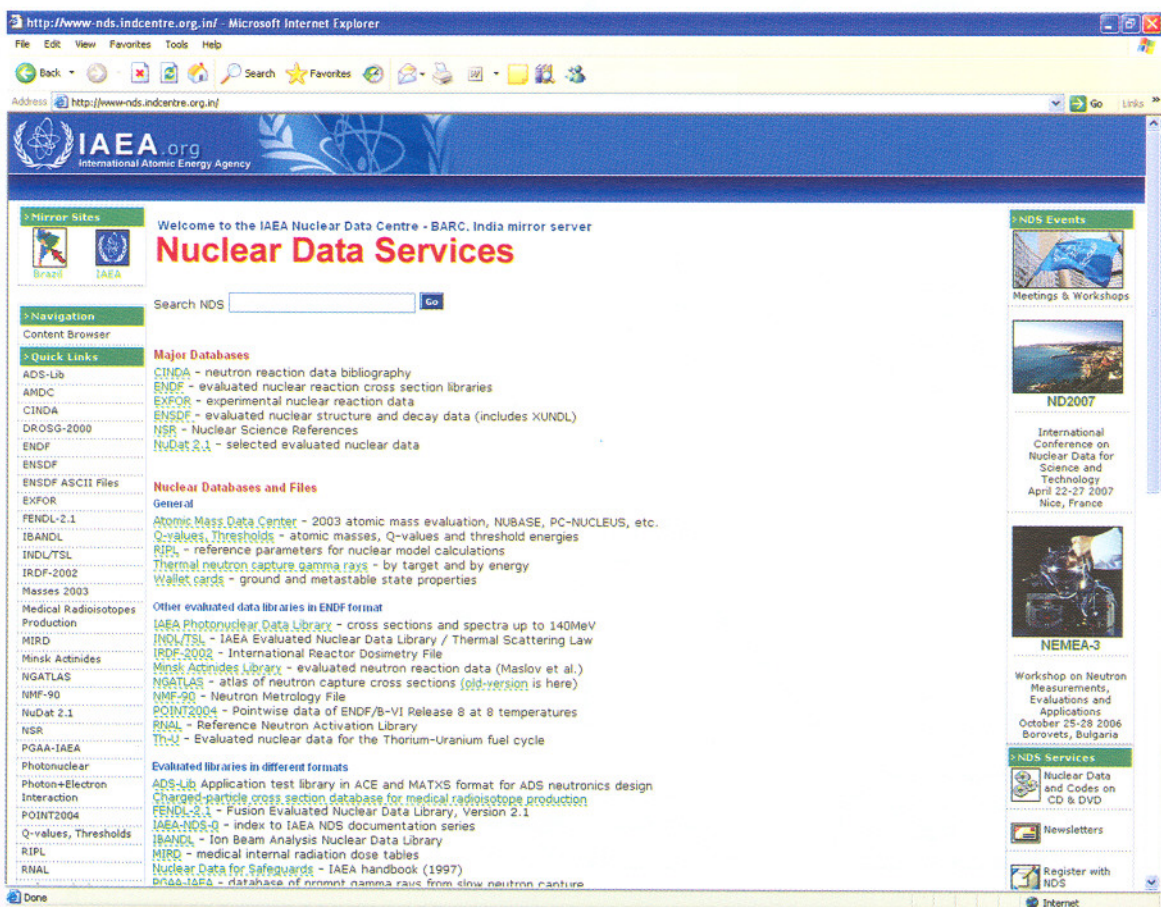 http://www-nds.indcentre.org.in/ - Microsoft Internet Explorer
File Edit View Favorites Tools Help
Back Search Favorites
Address http://www-nds.indcentre.org.in/ Go Links »
IAEA.org
International Atomic Energy Agency
>Mirror Sites
Brazil IAEA
>Navigation
Content Browser
>Quick Links
ADS-Lib
AMDC
CINDA
DROSG-2000
ENDF
ENSDF
ENSDF ASCII Files
EXFOR
FENDL-2.1
IBANDL
INDL/TSL
IRDF-2002
Masses 2003
Medical Radioisotopes
Production
MIRD
Minsk Actinides
NGATLAS
NMF-90
NuDat 2.1
NSR
PGAA-IAEA
Photonuclear
Photon+Electron
Interaction
POINT2004
Q-values, Thresholds
RIPL
RNAL
Welcome to the IAEA Nuclear Data Centre - BARC, India mirror server
Nuclear Data Services
Search NDS Go
Major Databases
CINDA - neutron reaction data bibliography
ENDF - evaluated nuclear reaction cross section libraries
EXFOR - experimental nuclear reaction data
ENSDF - evaluated nuclear structure and decay data (includes XUNDL)
NSR - Nuclear Science References
NuDat 2.1 - selected evaluated nuclear data
Nuclear Databases and Files
General
Atomic Mass Data Center - 2003 atomic mass evaluation, NUBASE, PC-NUCLEUS, etc.
Q-values, Thresholds - atomic masses, Q-values and threshold energies
RIPL - reference parameters for nuclear model calculations
Thermal neutron capture gamma rays - by target and by energy
Wallet cards - ground and metastable state properties
Other evaluated data libraries in ENDF format
IAEA Photonuclear Data Library - cross sections and spectra up to 140MeV
INDL/TSL - IAEA Evaluated Nuclear Data Library / Thermal Scattering Law
IRDF-2002 - International Reactor Dosimetry File
Minsk Actinides Library - evaluated neutron reaction data (Maslov et al.)
NGATLAS - atlas of neutron capture cross sections (old-version is here)
NMF-90 - Neutron Metrology File
POINT2004 - Pointwise data of ENDF/B-VI Release 8 at 8 temperatures
RNAL - Reference Neutron Activation Library
Th-U - Evaluated nuclear data for the Thorium-Uranium fuel cycle
Evaluated libraries in different formats
ADS-Lib Application test library in ACE and MATXS format for ADS neutronics design
Charged-particle cross section database for medical radioisotope production
FENDL-2.1 - Fusion Evaluated Nuclear Data Library, Version 2.1
IAEA-NDS-0 - index to IAEA NDS documentation series
IBANDL - Ion Beam Analysis Nuclear Data Library
MIRD - medical internal radiation dose tables
Nuclear Data for Safeguards - IAEA handbook (1997)
PGAA-IAEA - database of prompt gamma rays from slow neutron capture
>NDS Events
Meetings & Workshops
ND2007
International
Conference on
Nuclear Data for
Science and
Technology
April 22-27 2007
Nice, France
NEMEA-3
Workshop on Neutron
Measurements,
Evaluations and
Applications
October 25-28 2006
Borovets, Bulgaria
>NDS Services
Nuclear Data
and Codes on
CD & DVD
Newsletters
Register with
NDS
Done Internet